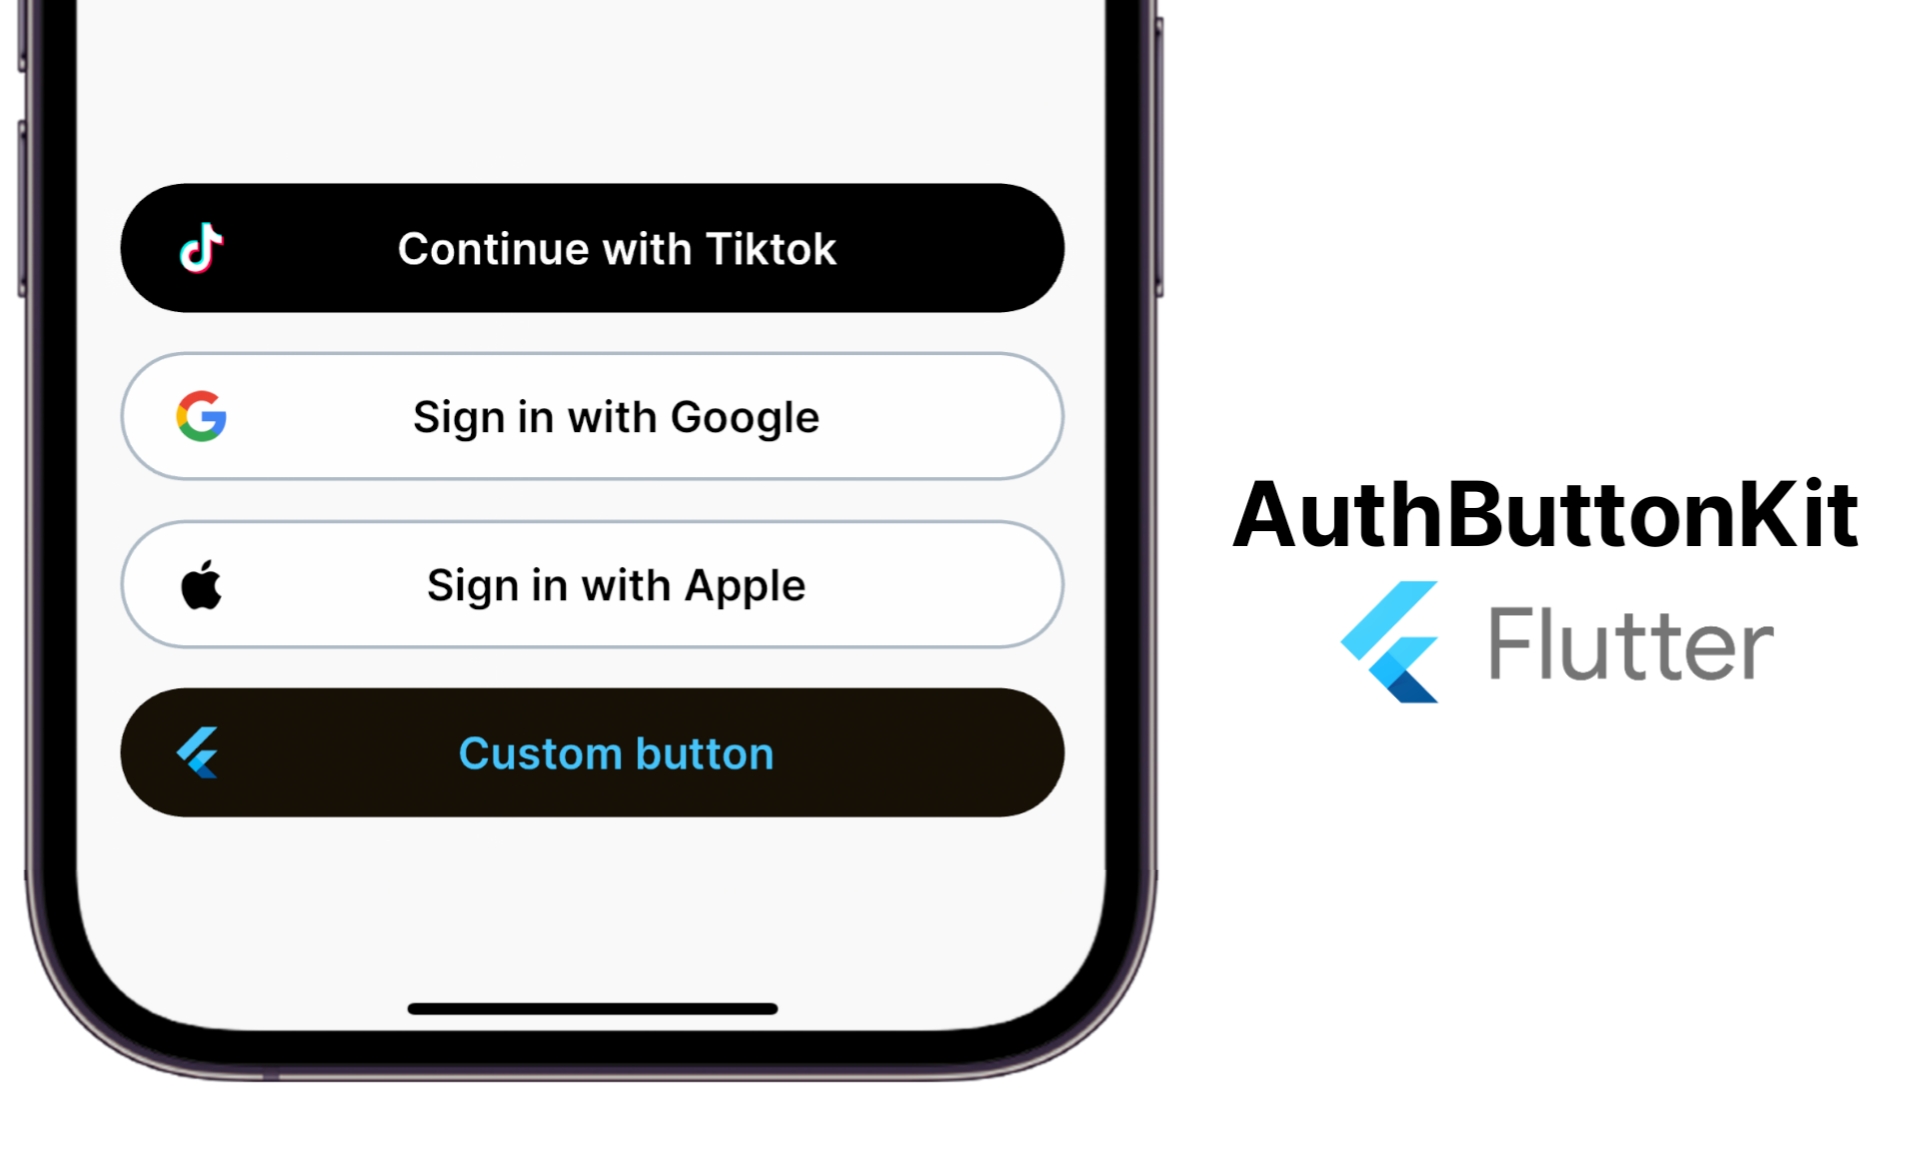 Continue with Tiktok
Sign in with Google
Sign in with Apple
Custom button
AuthButtonKit
Flutter